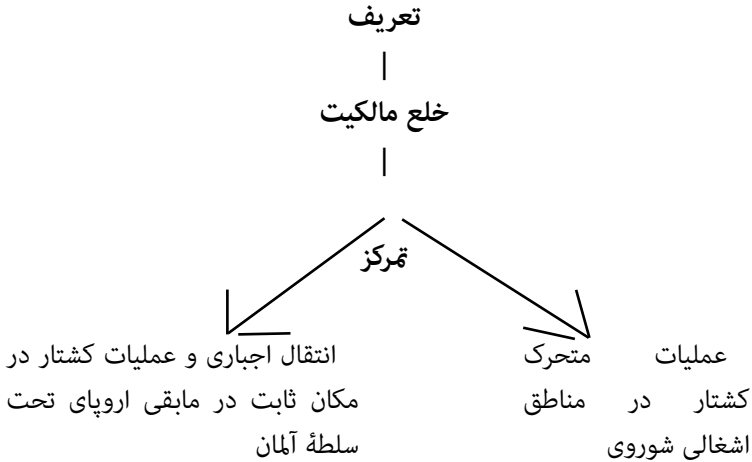 تعریف
خلع مالکیت
تمرکز
عملیات متحرک
کشتار در مناطق
اشغالی شوروی
انتقال اجباری و عملیات کشتار در
مکان ثابت در مابقی اروپای تحت
سلطهٔ آلمان